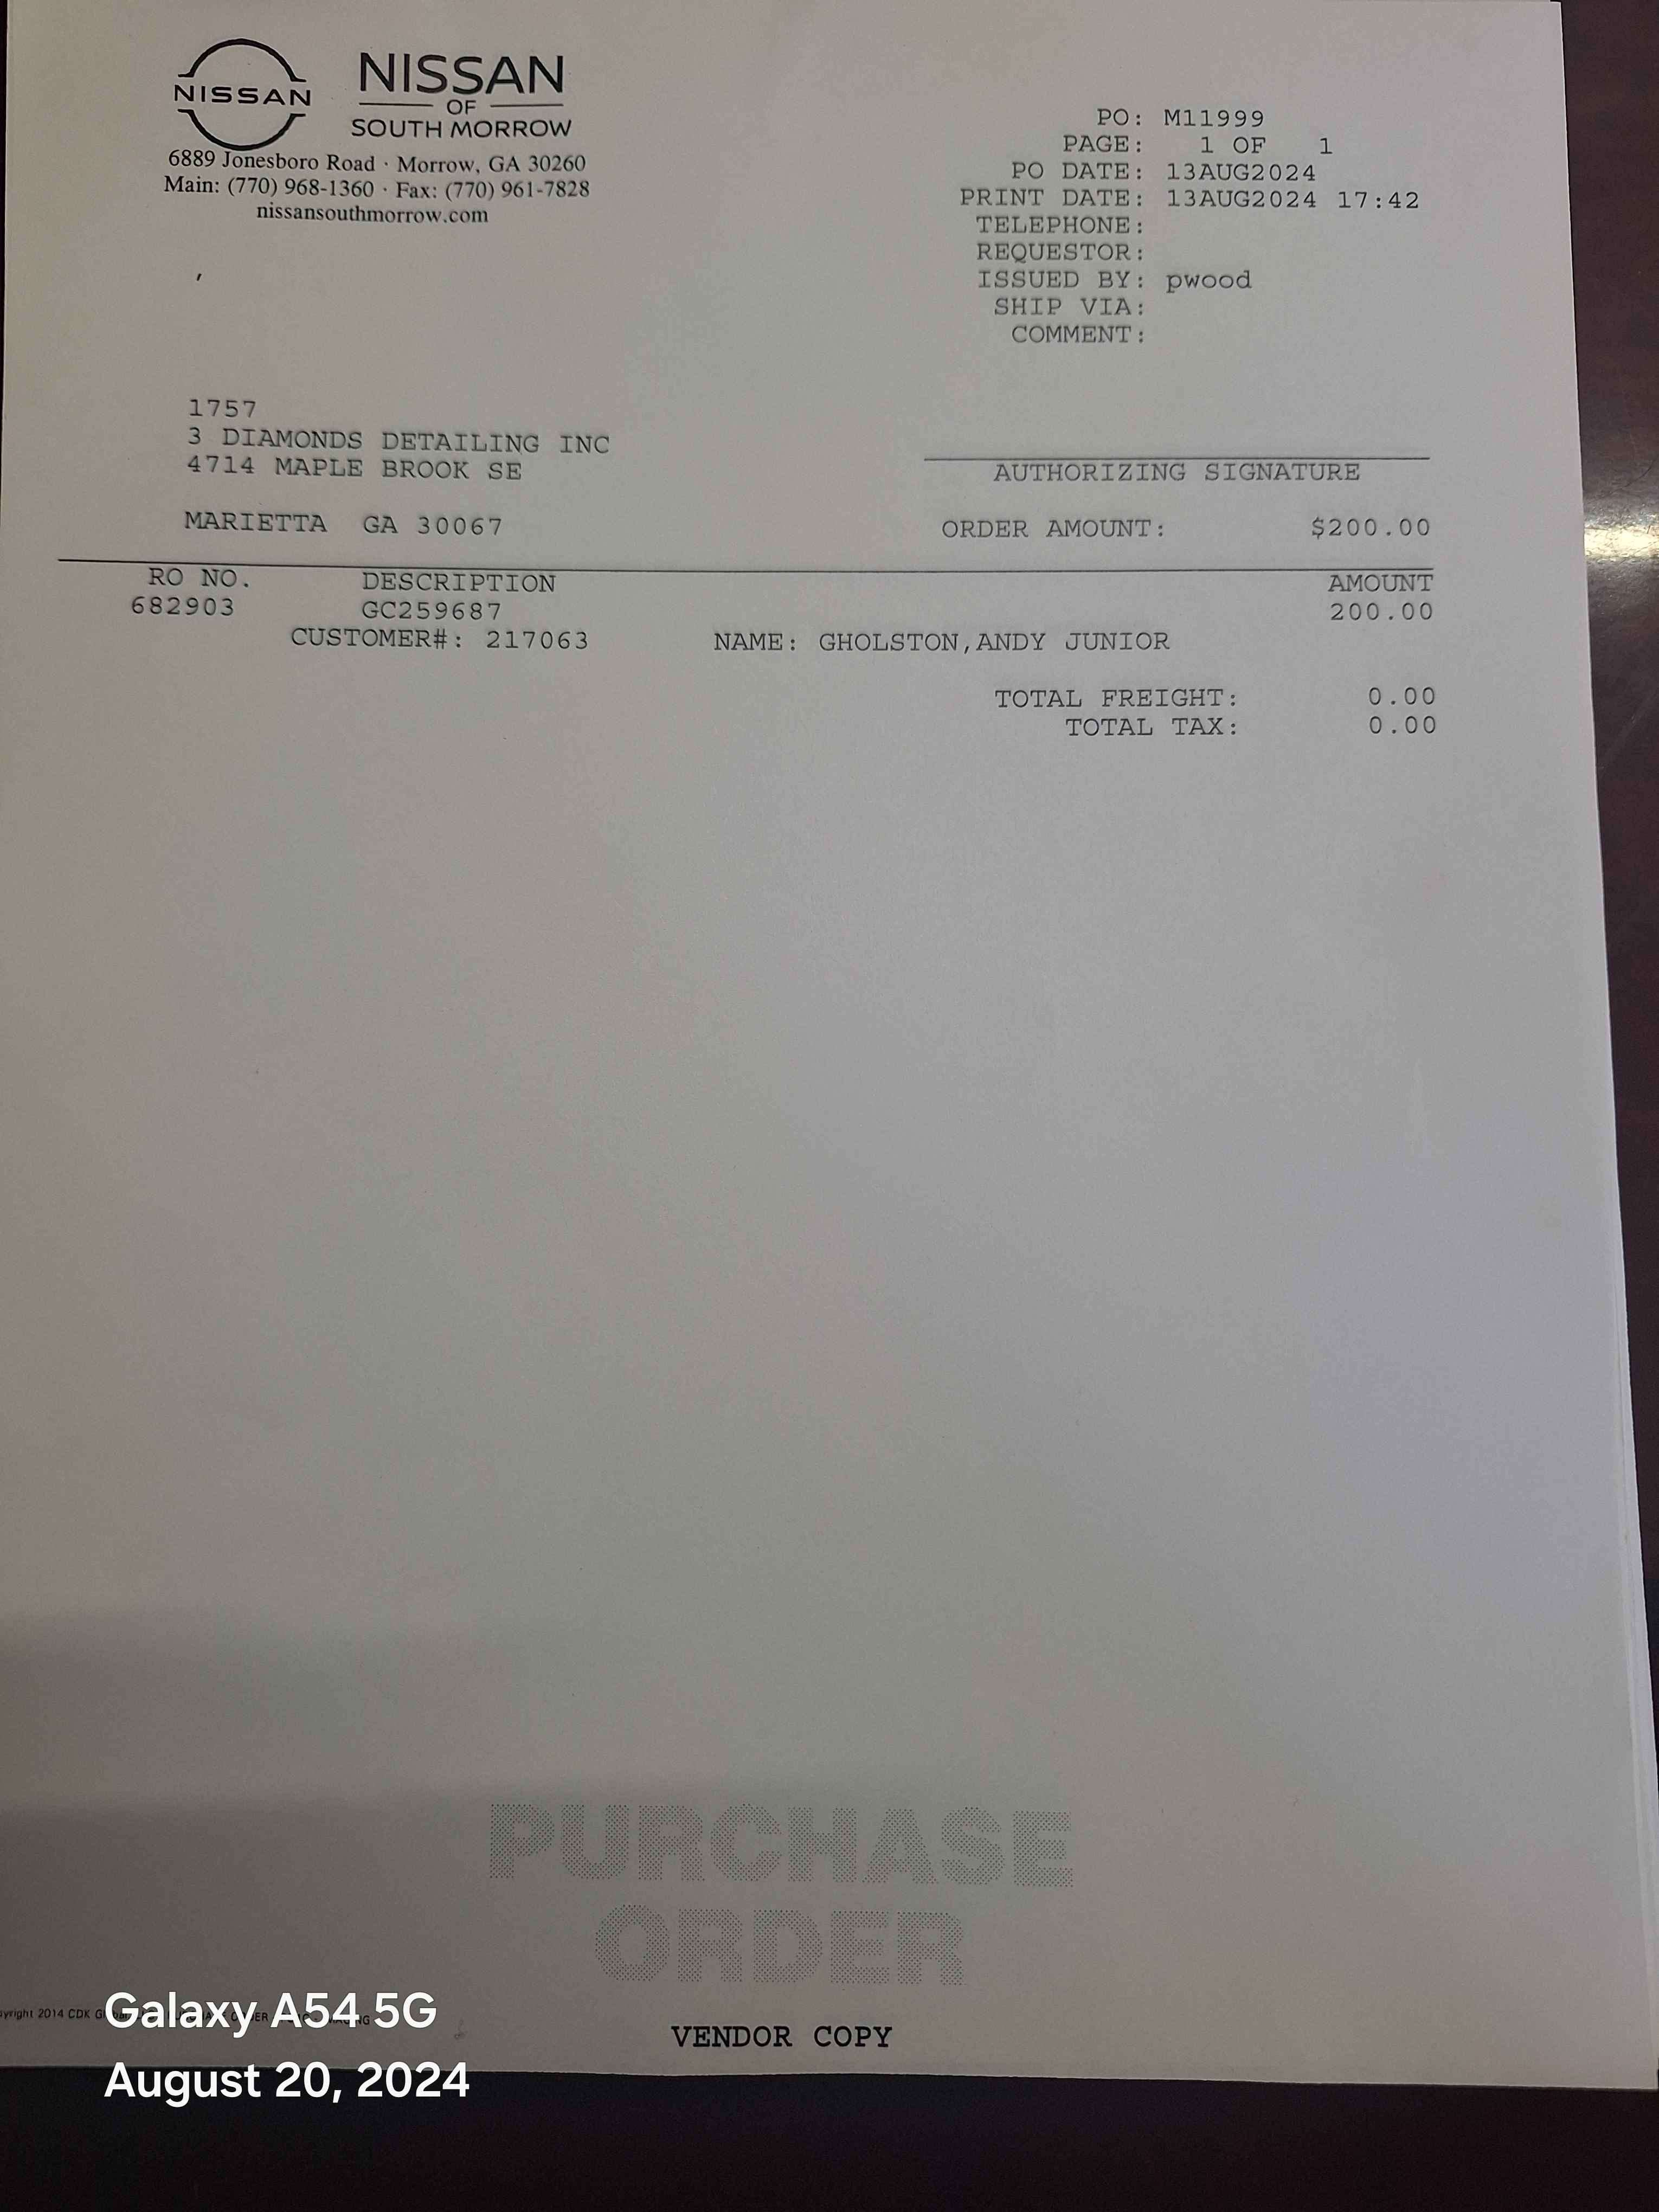 NISSAN
NISSAN
OF
SOUTH MORROW
6889 Jonesboro Road · Morrow, GA 30260
Main: (770) 968-1360 · Fax: (770) 961-7828
nissansouthmorrow.com
PO: M11999
PAGE: 1 OF 1
PO DATE: 13AUG2024
PRINT DATE: 13AUG2024 17:42
TELEPHONE:
REQUESTOR:
ISSUED BY: pwood
SHIP VIA:
COMMENT:
1757
3 DIAMONDS DETAILING INC
4714 MAPLE BROOK SE
MARIETTA GA 30067
AUTHORIZING SIGNATURE
ORDER AMOUNT: $200.00
RO NO. DESCRIPTION AMOUNT
682903 GC259687 200.00
CUSTOMER#: 217063 NAME: GHOLSTON,ANDY JUNIOR
TOTAL FREIGHT: 0.00
TOTAL TAX: 0.00
PURCHASE
ORDER
2014 CDK
VENDOR COPY
Galaxy A54 5G
August 20, 2024